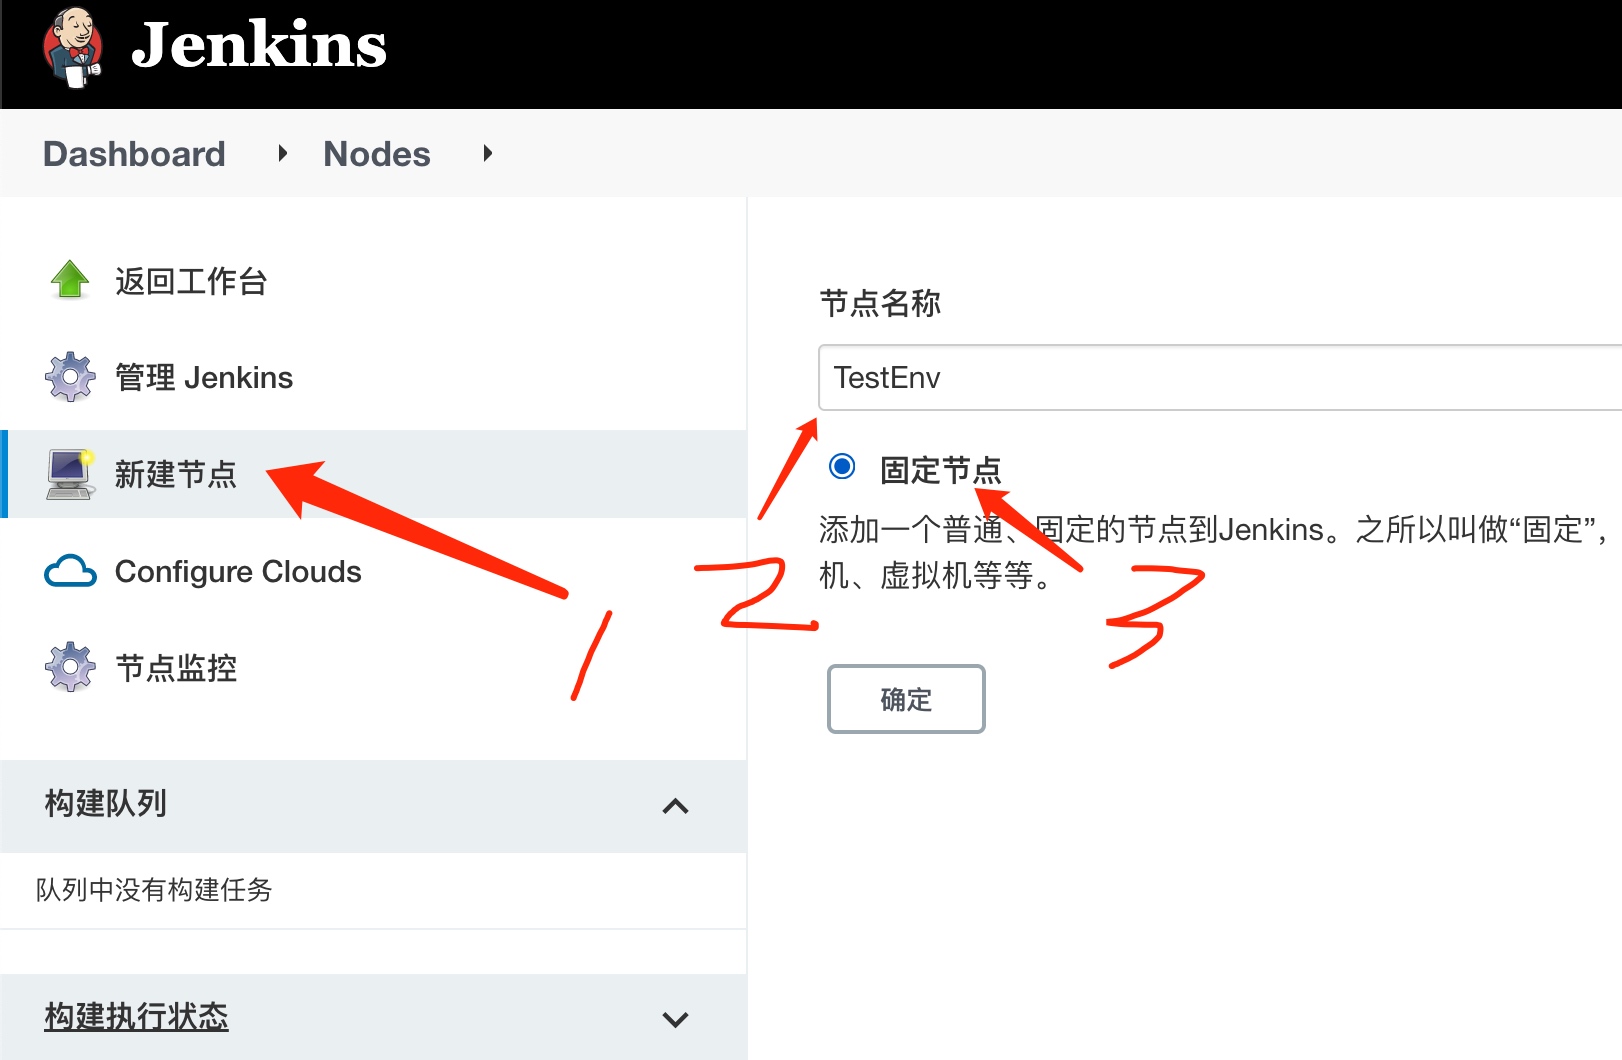 Jenkins
Dashboard
Nodes
返回工作台
管理 Jenkins
新建节点
Configure Clouds
节点监控
构建队列
队列中没有构建任务
构建执行状态
节点名称
TestEnv
固定节点
添加一个普通、固定的节点到Jenkins。之所以叫做“固定”，
机、虚拟机等等。
确定
1
2
3